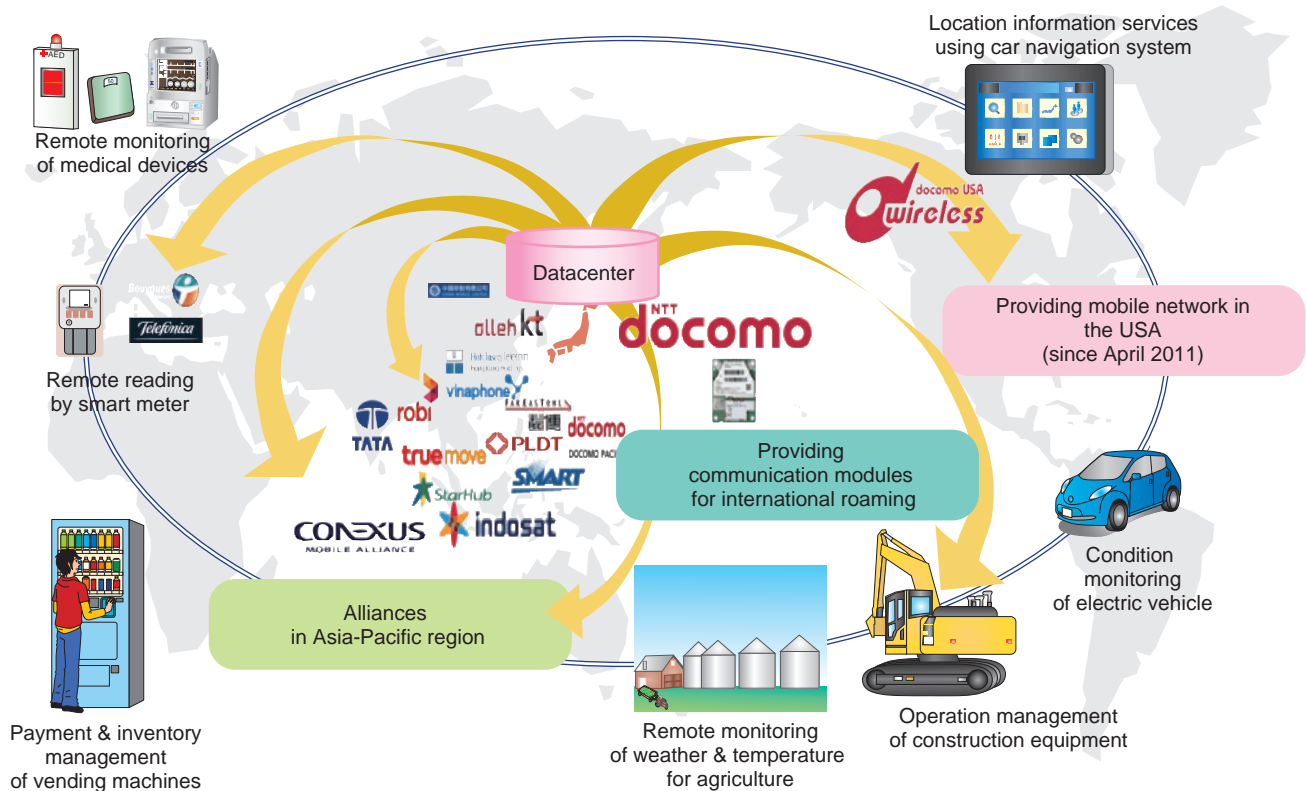 Location information services
using car navigation system
AED
Remote monitoring
of medical devices
docomo USA
wireless
Datacenter
Bouygues
Telefónica
olleh kt
NTT
docomo
Providing mobile network in
the USA
(since April 2011)
Remote reading
by smart meter
vinaphone
robi
TATA
FAREASTONE
NTT
docomo
DOCOMO PACI
PLDT
truemove
SMART
StarHub
CONEXUS
MOBILE ALLIANCE
indosat
Providing
communication modules
for international roaming
Condition
monitoring
of electric vehicle
Alliances
in Asia-Pacific region
Payment & inventory
management
of vending machines
Remote monitoring
of weather & temperature
for agriculture
Operation management
of construction equipment